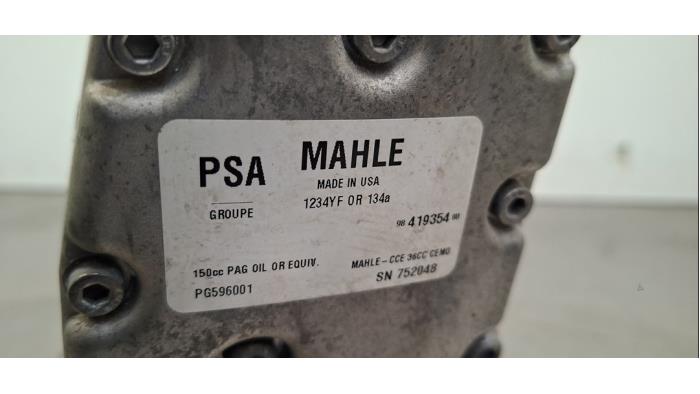 PSA MAHLE
GROUPE
MADE IN USA
1234YF OR 134a
98 419354 80
150cc PAG OIL OR EQUIV.
PG596001
MAHLE-CCE 36CC CEMO
SN 752048